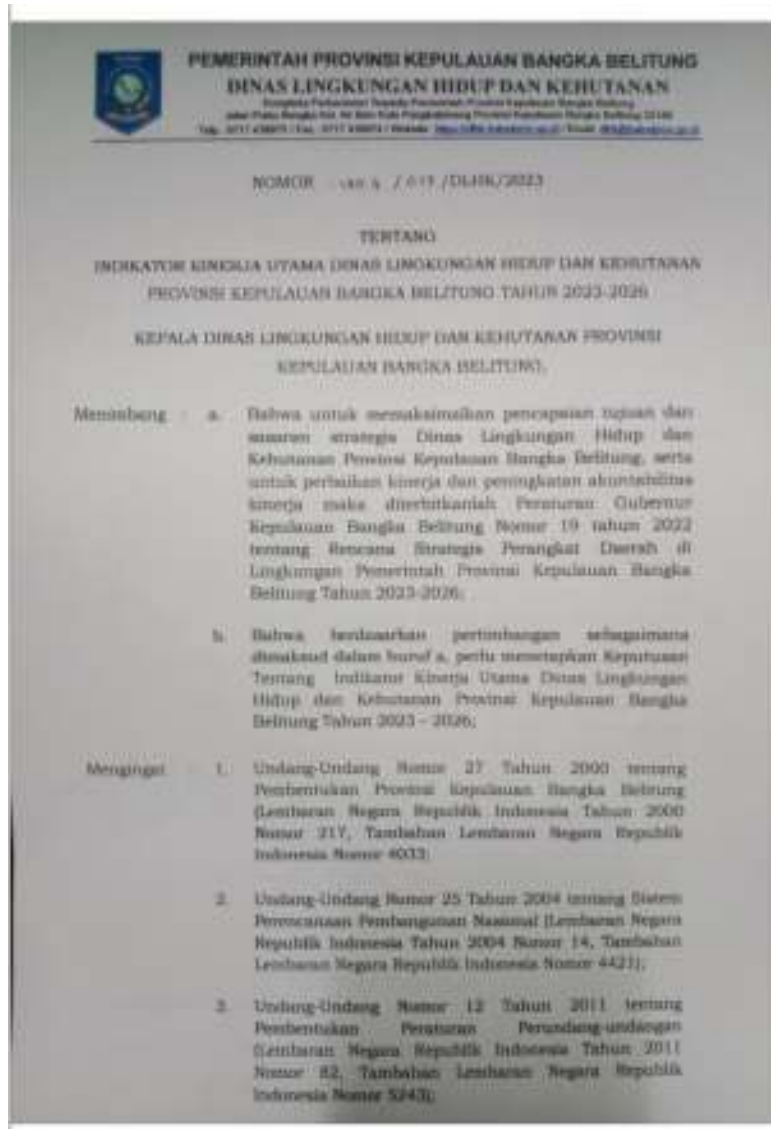 PEMERINTAH PROVINSI KEPULAUAN BANGKA BELITUNG
DINAS LINGKUNGAN HIDUP DAN KEHUTANAN
NOMOR /DLHK/2023
TENTANG
INDIKATOR KINERJA UTAMA DINAS LINGKUNGAN HIDUP DAN KEHUTANAN
PROVINSI KEPULAUAN BANGKA BELITUNG TAHUN 2023-2026
KEPALA DINAS LINGKUNGAN HIDUP DAN KEHUTANAN PROVINSI
KEPULAUAN BANGKA BELITUNG,
Menimbang : a. Bahwa untuk memaksimalkan pencapaian tujuan dan
sasaran strategis Dinas Lingkungan Hidup dan
Kehutanan Provinsi Kepulauan Bangka Belitung, serta
untuk perbaikan kinerja dan peningkatan akuntabilitas
kinerja maka diterbitkanlah Peraturan Gubernur
Kepulauan Bangka Belitung Nomor 19 tahun 2022
tentang Rencana Strategis Perangkat Daerah di
Lingkungan Pemerintah Provinsi Kepulauan Bangka
Belitung Tahun 2023-2026;
b. Bahwa berdasarkan pertimbangan sebagaimana
dimaksud dalam huruf a, perlu menetapkan Keputusan
Tentang Indikator Kinerja Utama Dinas Lingkungan
Hidup dan Kehutanan Provinsi Kepulauan Bangka
Belitung Tahun 2023 – 2026;
Mengingat : 1. Undang-Undang Nomor 27 Tahun 2000 tentang
Pembentukan Provinsi Kepulauan Bangka Belitung
(Lembaran Negara Republik Indonesia Tahun 2000
Nomor 217, Tambahan Lembaran Negara Republik
Indonesia Nomor 4033;
2. Undang-Undang Nomor 25 Tahun 2004 tentang Sistem
Perencanaan Pembangunan Nasional (Lembaran Negara
Republik Indonesia Tahun 2004 Nomor 14, Tambahan
Lembaran Negara Republik Indonesia Nomor 4421);
3. Undang-Undang Nomor 12 Tahun 2011 tentang
Pembentukan Peraturan Perundang-undangan
(Lembaran Negara Republik Indonesia Tahun 2011
Nomor 82, Tambahan Lembaran Negara Republik
Indonesia Nomor 5243);